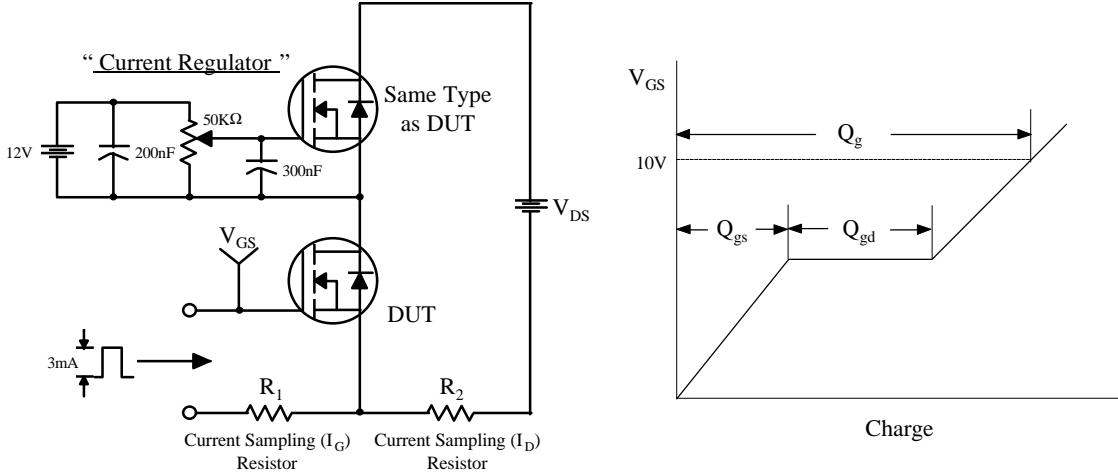 “ Current Regulator ”
Same Type
as DUT
50KΩ
12V
200nF
300nF
V_DS
V_GS
DUT
3mA
R_1
R_2
Current Sampling (I_G)
Resistor
Current Sampling (I_D)
Resistor
V_GS
Q_g
10V
Q_gs
Q_gd
Charge